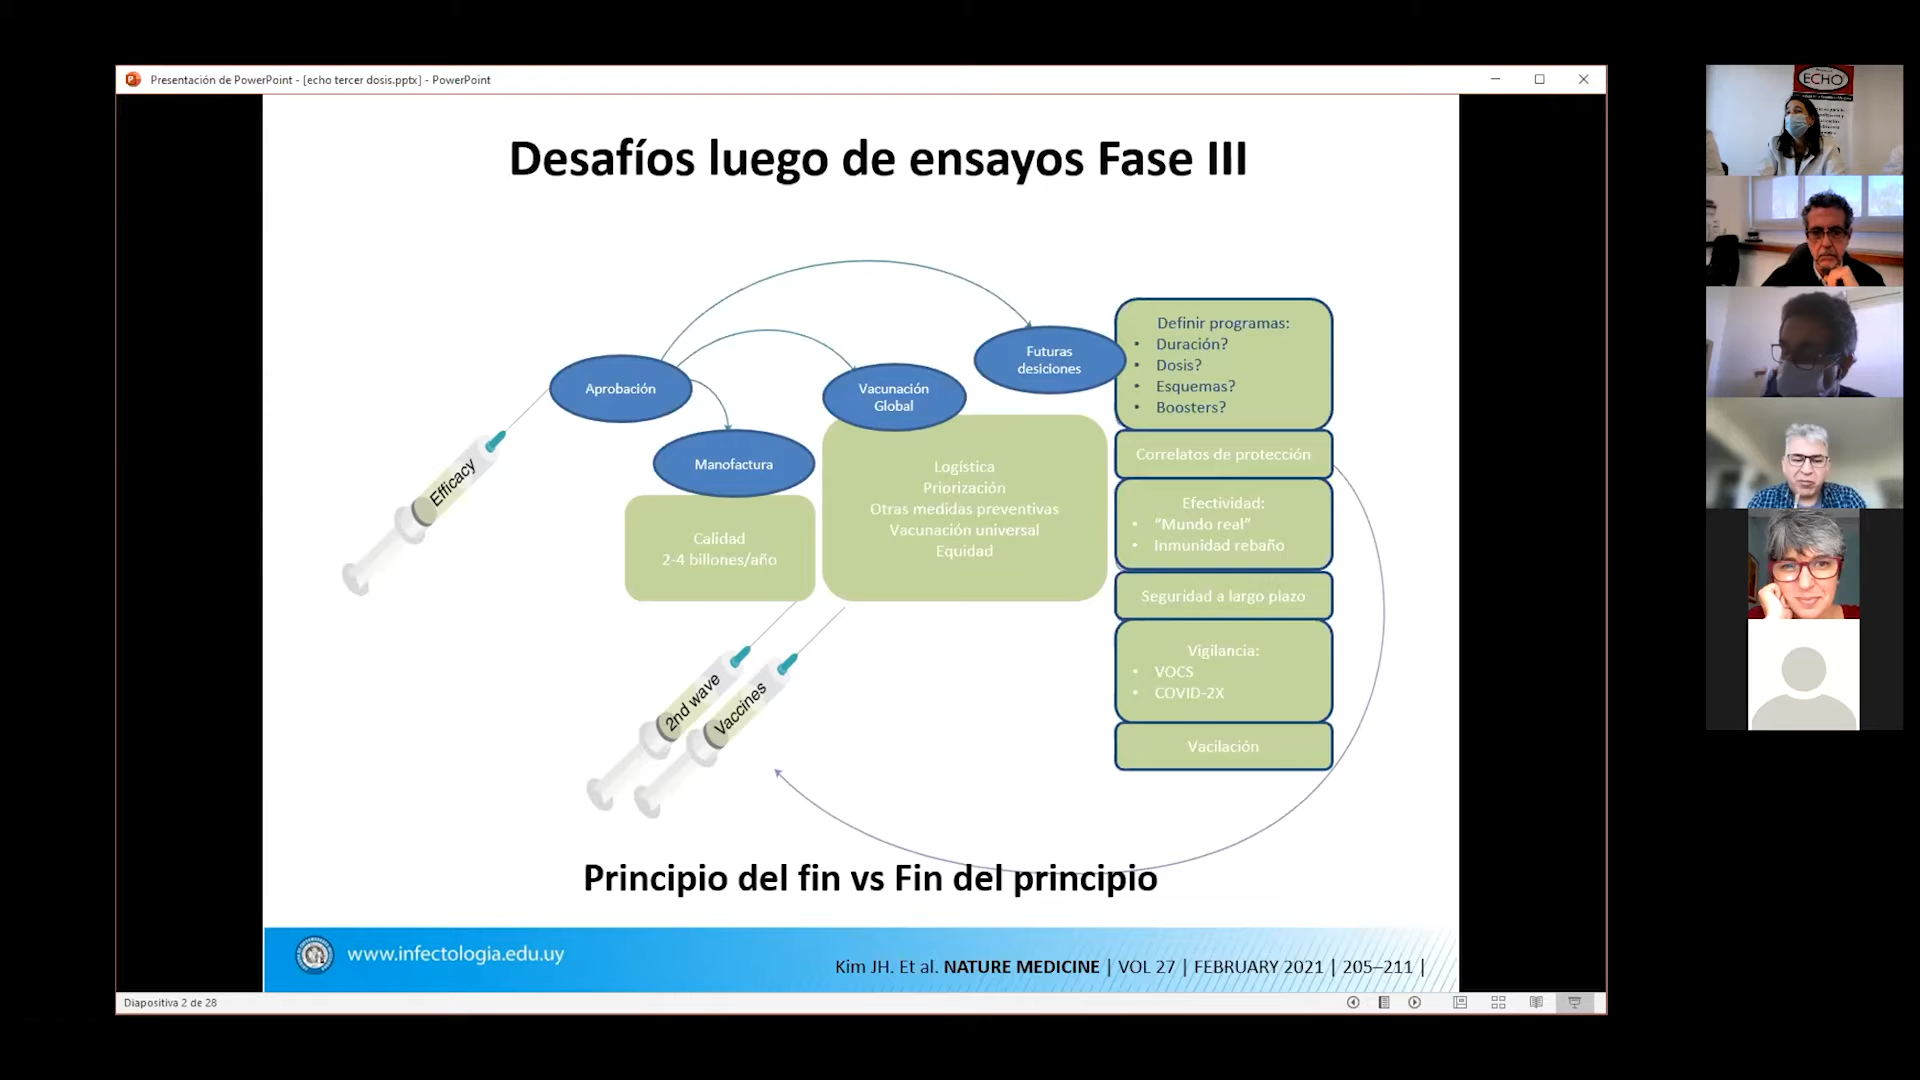 Presentación de PowerPoint - [echo tercer dosis.pptx] - PowerPoint
Desafíos luego de ensayos Fase III
Aprobación
Manofactura
Vacunación
Global
Futuras
desiciones
Efficacy
Calidad
2-4 billones/año
Logística
Priorización
Otras medidas preventivas
Vacunación universal
Equidad
Definir programas:
• Duración?
• Dosis?
• Esquemas?
• Boosters?
Correlatos de protección
Efectividad:
• “Mundo real”
• Inmunidad rebaño
Seguridad a largo plazo
Vigilancia:
• VOCS
• COVID-2X
Vacilación
2nd wave
Vaccines
Principio del fin vs Fin del principio
www.infectologia.edu.uy
Kim JH. Et al. NATURE MEDICINE | VOL 27 | FEBRUARY 2021 | 205–211 |
Diapositiva 2 de 28
ECHO